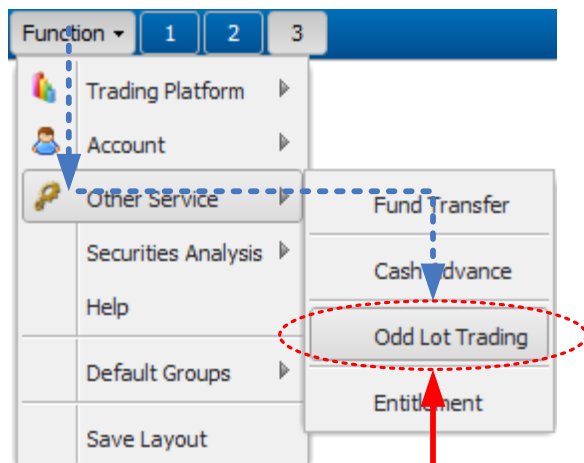 Function 1 2 3
Trading Platform
Account
Other Service
Securities Analysis
Help
Default Groups
Save Layout
Fund Transfer
Cash Advance
Odd Lot Trading
Entitlement